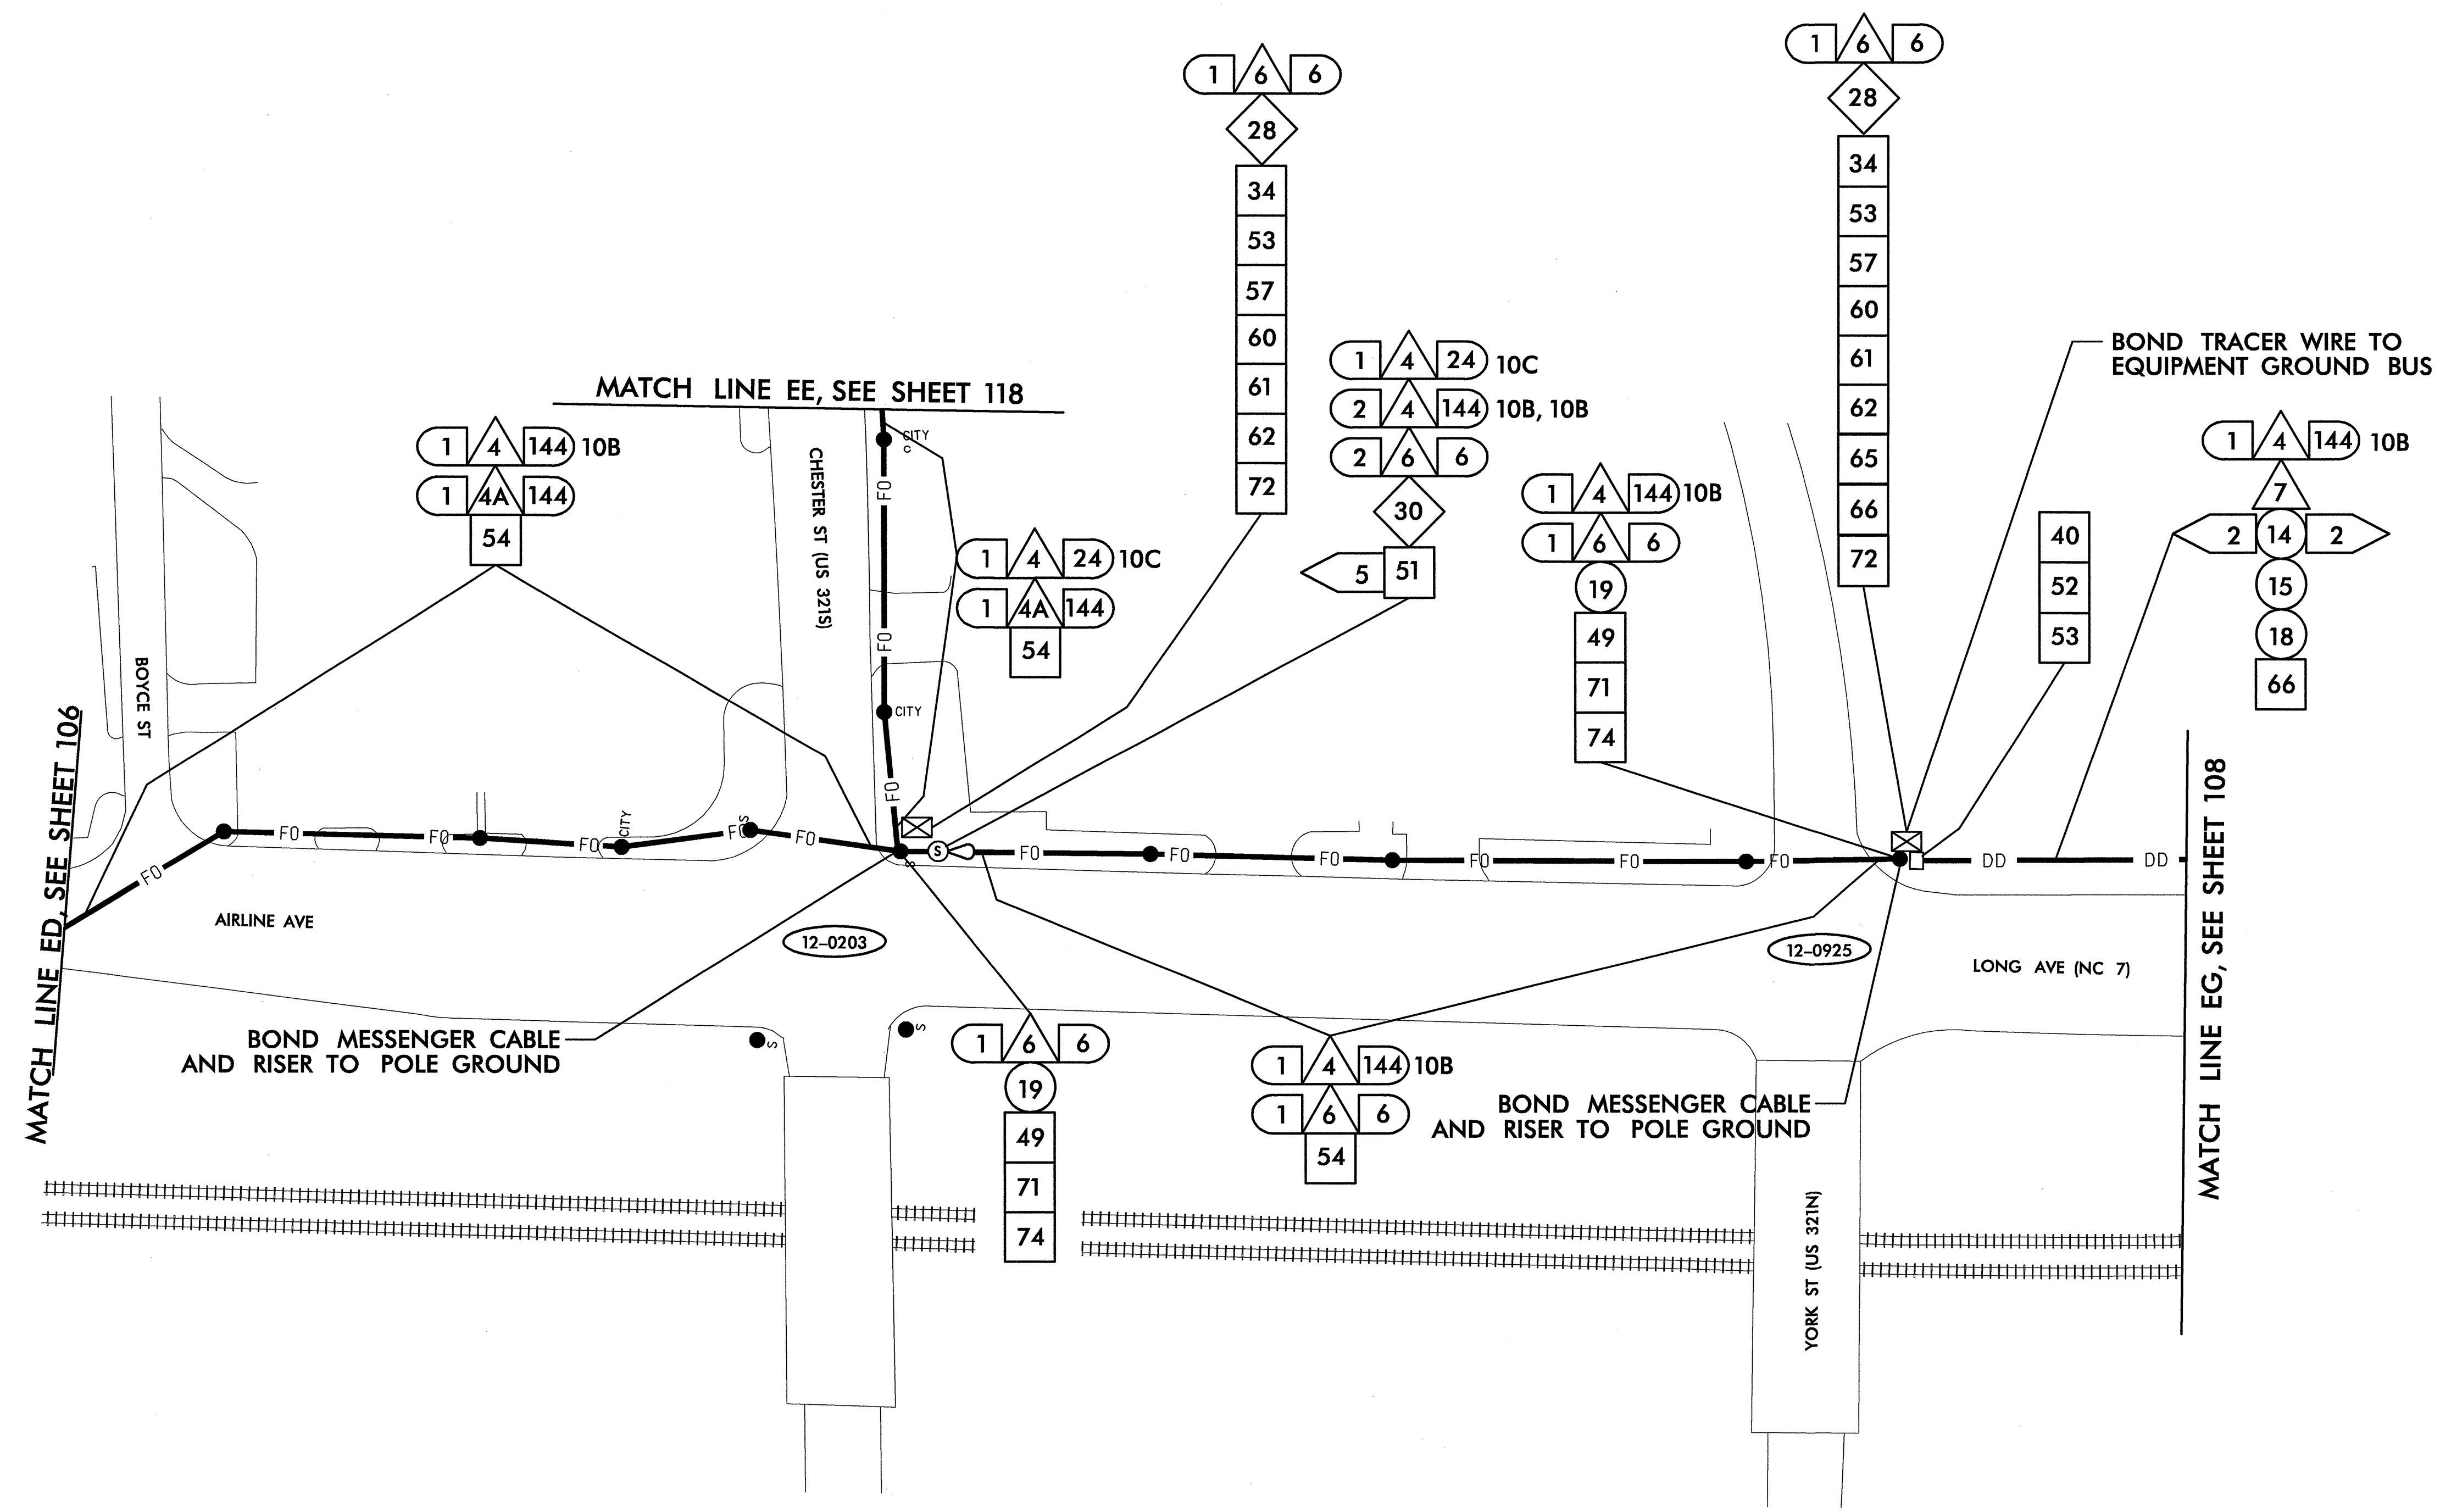 1 6 6
28
34
53
57
60
61
62
72
1 6 6
28
34
53
57
60
61
62
65
66
72
BOND TRACER WIRE TO
EQUIPMENT GROUND BUS
1 4 24 10C
2 4 144 10B, 10B
2 6 6
30
5 51
MATCH LINE EE, SEE SHEET 118
1 4 144 10B
1 4A 144
54
CITY
FO
FO
CITY
FO
CHESTER ST (US 321S)
1 4 24 10C
1 4A 144
54
1 4 144 10B
1 6 6
19
49
71
74
40
52
53
1 4 144 10B
7
2 14 2
15
18
66
BOYCE ST
MATCH LINE ED, SEE SHEET 106
FO
FO
FO
FO
CITY
FO
S
FO
S
S
FO
FO
FO
FO
FO
FO
DD
DD
AIRLINE AVE
12-0203
12-0925
LONG AVE (NC 7)
MATCH LINE EG, SEE SHEET 108
BOND MESSENGER CABLE
AND RISER TO POLE GROUND
S
S
1 6 6
19
49
71
74
1 4 144 10B
1 6 6
54
BOND MESSENGER CABLE
AND RISER TO POLE GROUND
YORK ST (US 321N)